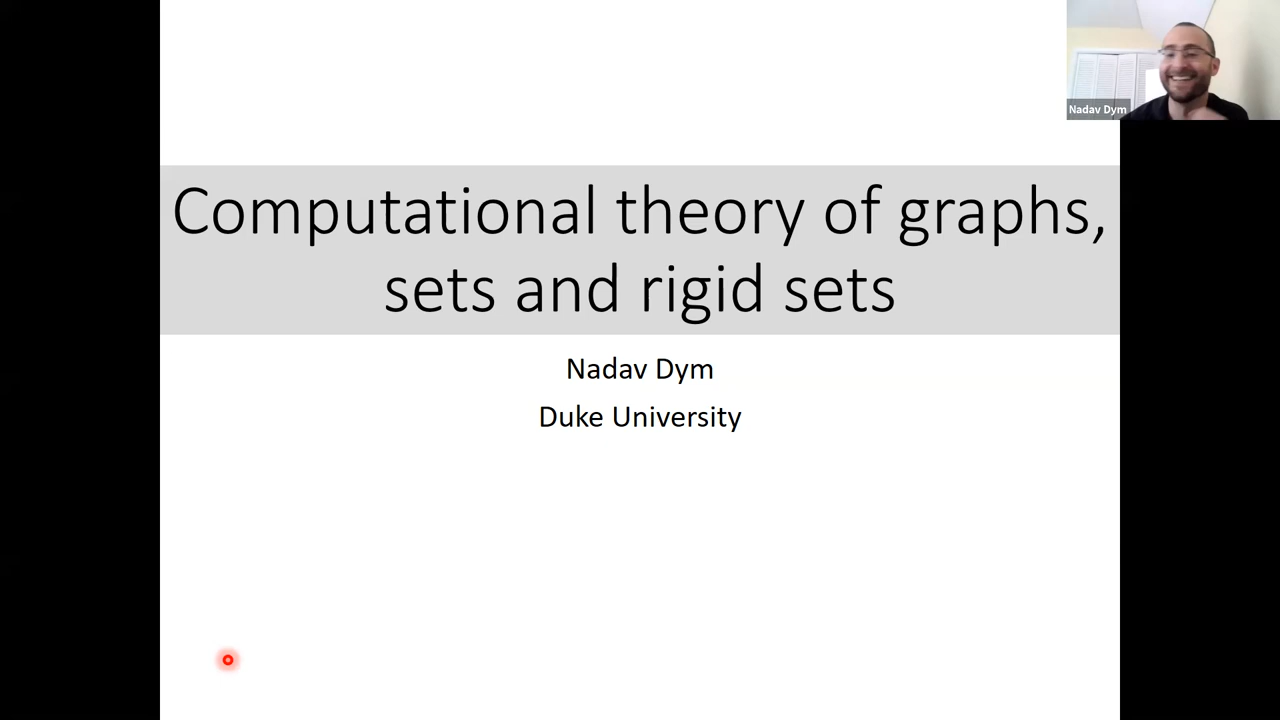 Nadav Dym
Computational theory of graphs,
sets and rigid sets
Nadav Dym
Duke University